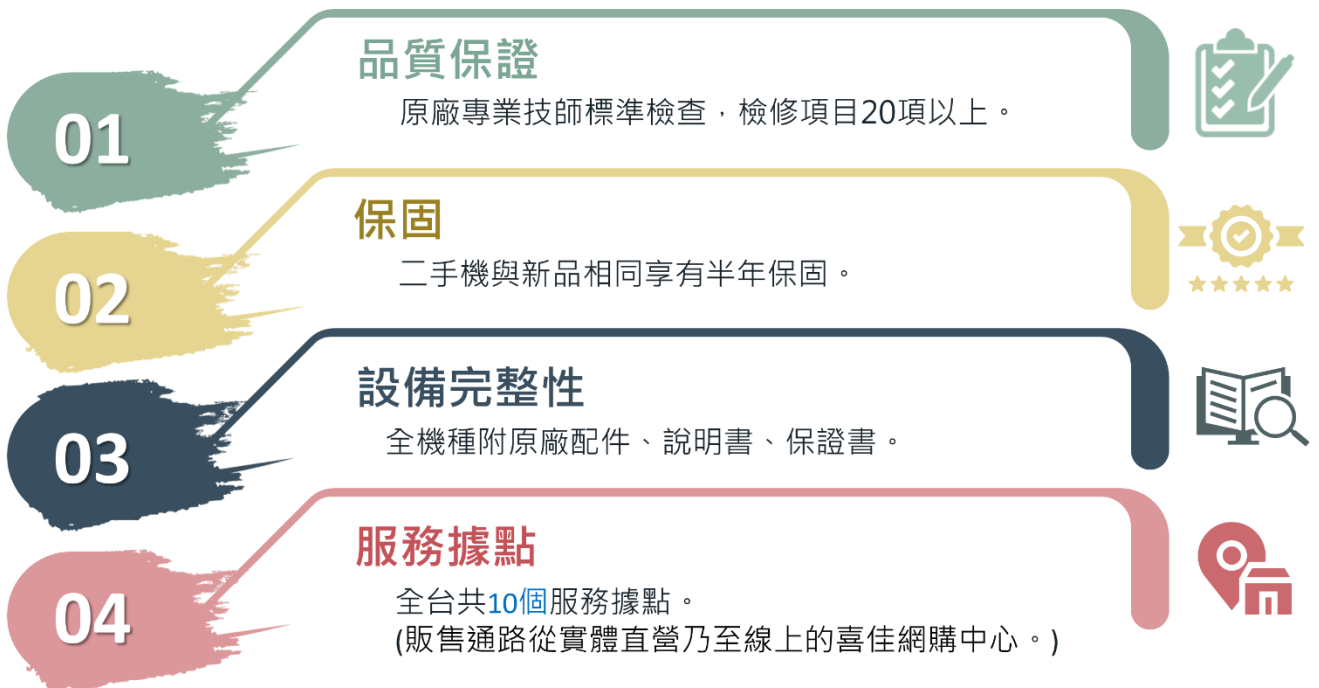 01
品質保證
原廠專業技師標準檢查，檢修項目20項以上。
02
保固
二手機與新品相同享有半年保固。
03
設備完整性
全機種附原廠配件、說明書、保證書。
04
服務據點
全台共10個服務據點。
(販售通路從實體直營乃至線上的喜佳網購中心。)